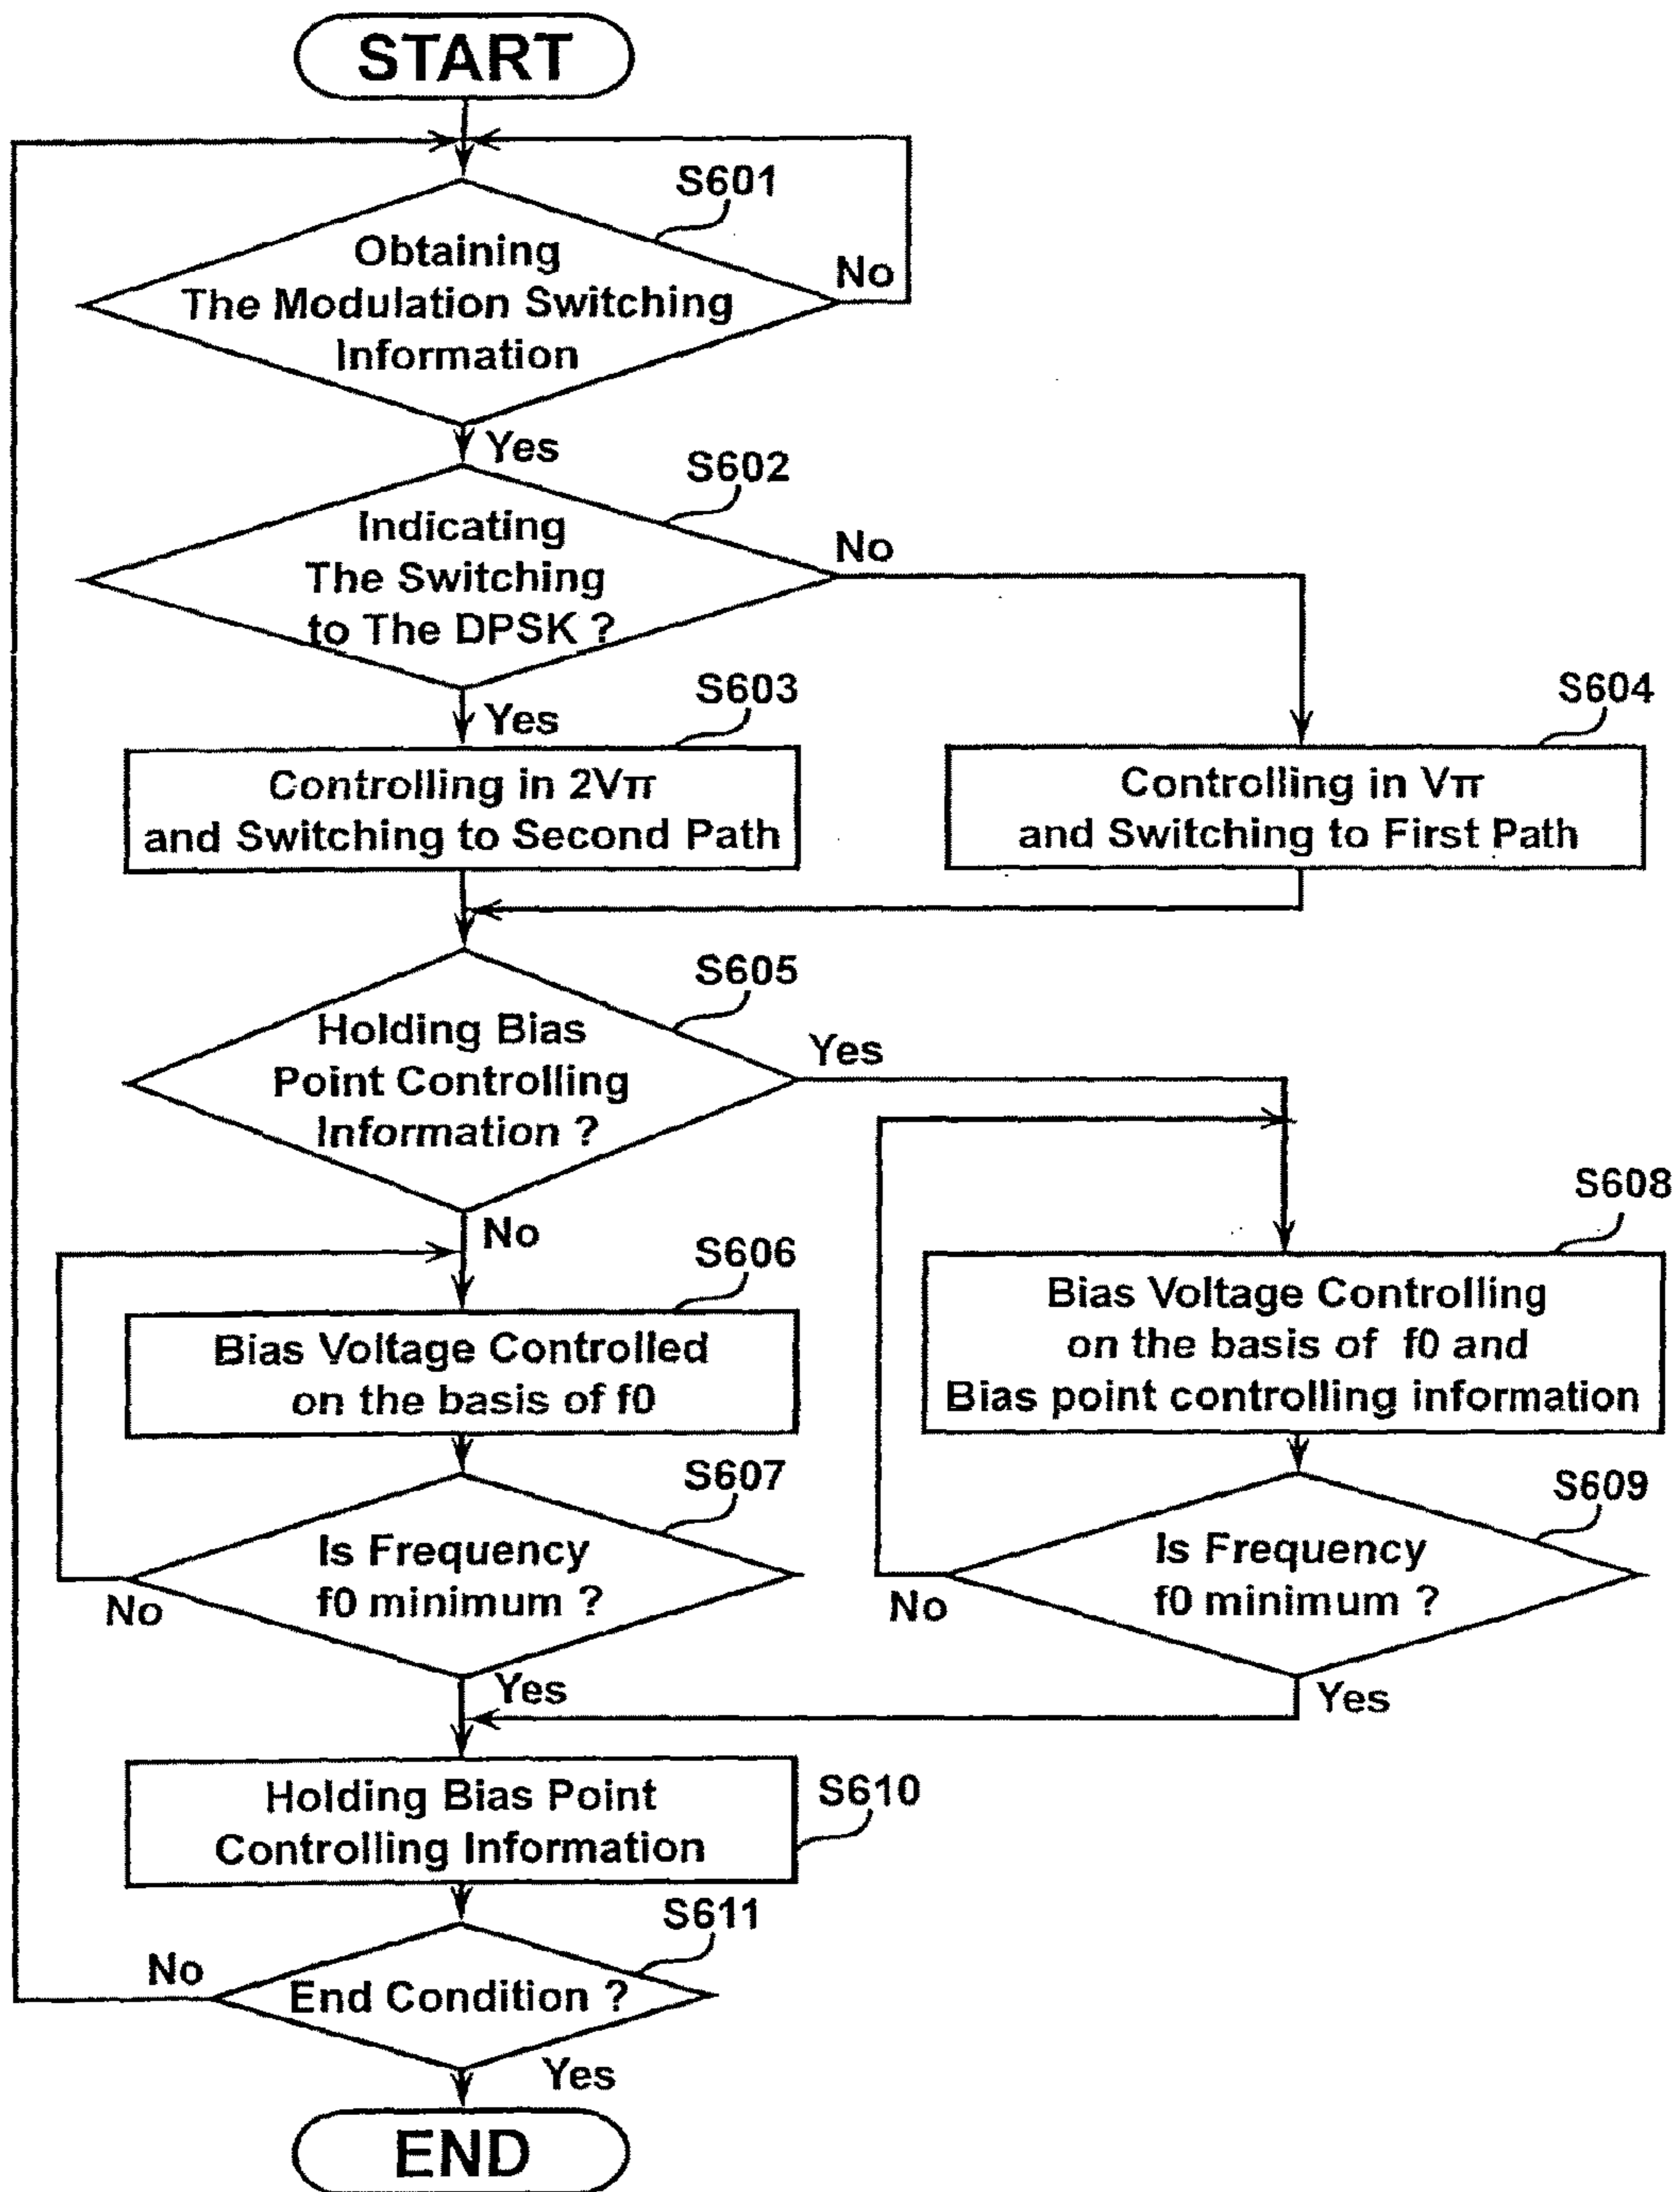 START
S601
Obtaining
The Modulation Switching
Information
No
Yes
S602
Indicating
The Switching
to The DPSK ?
No
Yes
S603
Controlling in 2Vπ
and Switching to Second Path
S604
Controlling in Vπ
and Switching to First Path
S605
Holding Bias
Point Controlling
Information ?
Yes
No
S606
Bias Voltage Controlled
on the basis of f0
S608
Bias Voltage Controlling
on the basis of f0 and
Bias point controlling information
S607
Is Frequency
f0 minimum ?
No
Yes
S609
Is Frequency
f0 minimum ?
No
Yes
Holding Bias Point
Controlling Information
S610
S611
End Condition ?
No
Yes
END